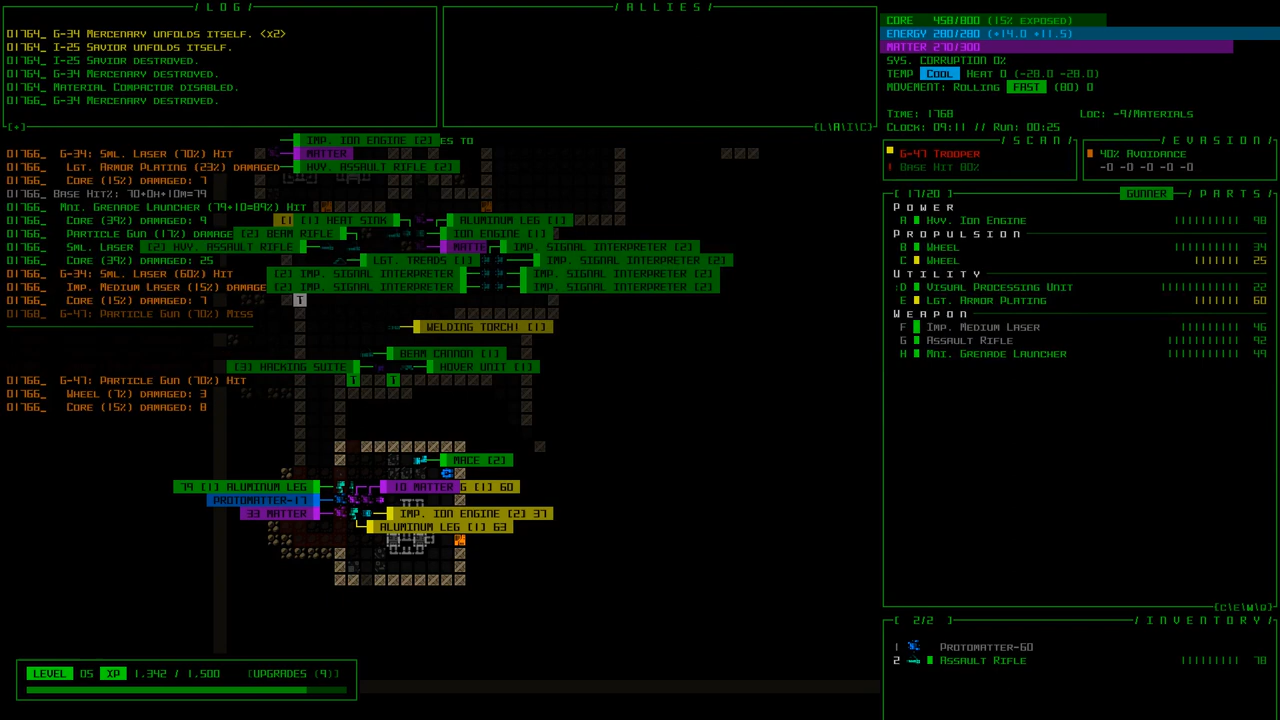 / L O G /
01764_ G-34 Mercenary unfolds itself. <x2>
01764_ I-25 Savior unfolds itself.
01764_ I-25 Savior destroyed.
01764_ G-34 Mercenary destroyed.
01764_ Material Compactor disabled.
01766_ G-34 Mercenary destroyed.
[+]
/ A L L I E S /
(L\A\I\C)
CORE 458/800 (15% EXPOSED)
ENERGY 280/280 (+14.0 +11.5)
MATTER 270/300
SYS. CORRUPTION 0%
TEMP COOL HEAT 0 (-28.0 -28.0)
MOVEMENT: ROLLING FAST (80) 0
TIME: 1768 LOC: -9/MATERIALS
CLOCK: 09:11 // RUN: 00:25
/ S C A N /
G-47 TROOPER
BASE HIT 80%
/ E V A S I O N
40% AVOIDANCE
-0 -0 -0 -0 -0
[ 17/20 ] GUNNER / P A R T S /
POWER
A HVY. ION ENGINE 98
PROPULSION
B WHEEL 34
C WHEEL 25
UTILITY
:D VISUAL PROCESSING UNIT 22
E LGT. ARMOR PLATING 60
WEAPON
F IMP. MEDIUM LASER 46
G ASSAULT RIFLE 92
H MNI. GRENADE LAUNCHER 49
(C\E\W\Q)
[ 2/2 ] / I N V E N T O R Y /
1 PROTOMATTER-60
2 ASSAULT RIFLE 78
01766_ G-34: SML. LASER (70%) HIT
01766_ LGT. ARMOR PLATING (23%) DAMAGED
01766_ CORE (15%) DAMAGED: 7
01766_ BASE HIT%: 70+0H+10M=79
01766_ MNI. GRENADE LAUNCHER (79+10=89%) HIT
01766_ CORE (39%) DAMAGED: 9
01766_ PARTICLE GUN (17%) DAMAGE
01766_ SML. LASER
01766_ CORE (39%) DAMAGED: 25
01766_ G-34: SML. LASER (60%) HIT
01766_ IMP. MEDIUM LASER (15%) DAMAGE
01766_ CORE (15%) DAMAGED: 7
01768_ G-47: PARTICLE GUN (70%) MISS
01766_ G-47: PARTICLE GUN (70%) HIT
01766_ WHEEL (7%) DAMAGED: 3
01766_ CORE (15%) DAMAGED: 8
IMP. ION ENGINE [2] ES TO
MATTER
HVY. ASSAULT RIFLE [2]
[1 [1] HEAT SINK ALUMINUM LEG [1]
[2] BEAM RIFLE ION ENGINE [1]
[2] HVY. ASSAULT RIFLE MATTE IMP. SIGNAL INTERPRETER [2]
LGT. TREADS [1] IMP. SIGNAL INTERPRETER [2]
[2] IMP. SIGNAL INTERPRETER IMP. SIGNAL INTERPRETER [2]
[2] IMP. SIGNAL INTERPRETER IMP. SIGNAL INTERPRETER [2]
T
WELDING TORCH! [1]
BEAM CANNON [1]
[3] HACKING SUITE HOVER UNIT [1]
T T
MACE [2]
79 [1] ALUMINUM LEG 10 MATTER G [1] 60
PROTOMATTER-17
33 MATTER IMP. ION ENGINE [2] 37
ALUMINUM LEG [1] 63
LEVEL 05 XP 1,342 / 1,500 [UPGRADES (9)]